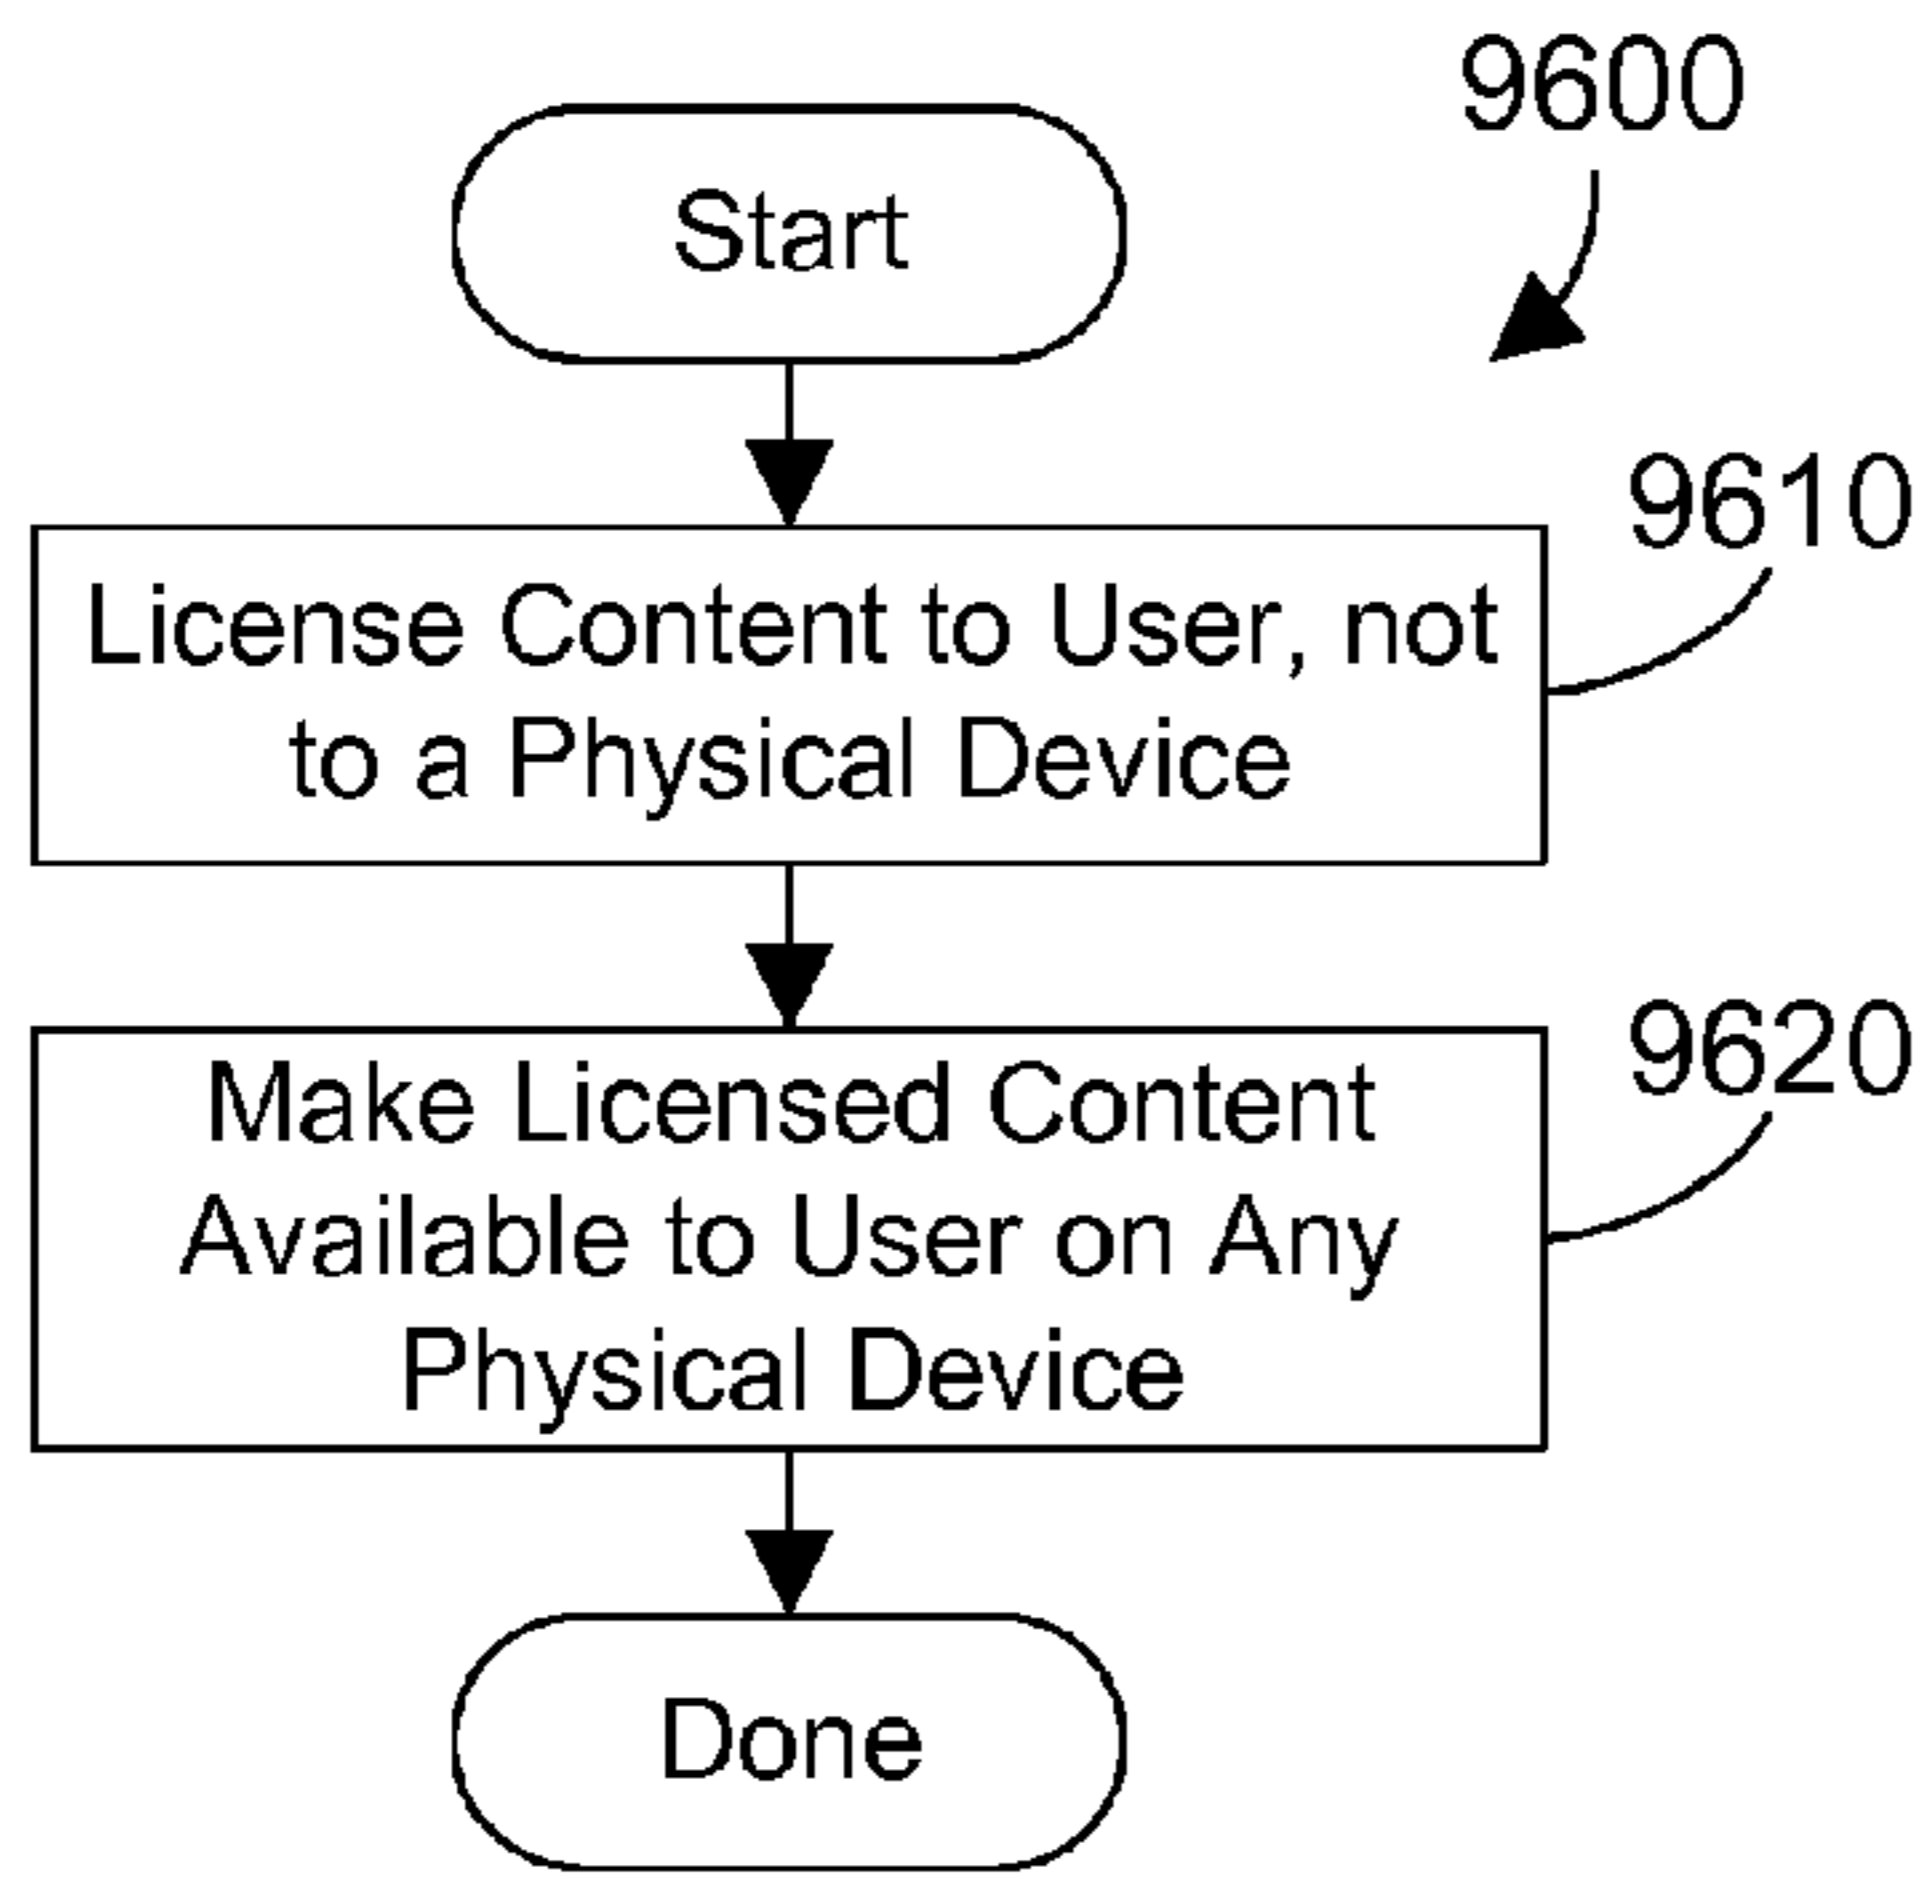 9600
Start
9610
License Content to User, not
to a Physical Device
9620
Make Licensed Content
Available to User on Any
Physical Device
Done